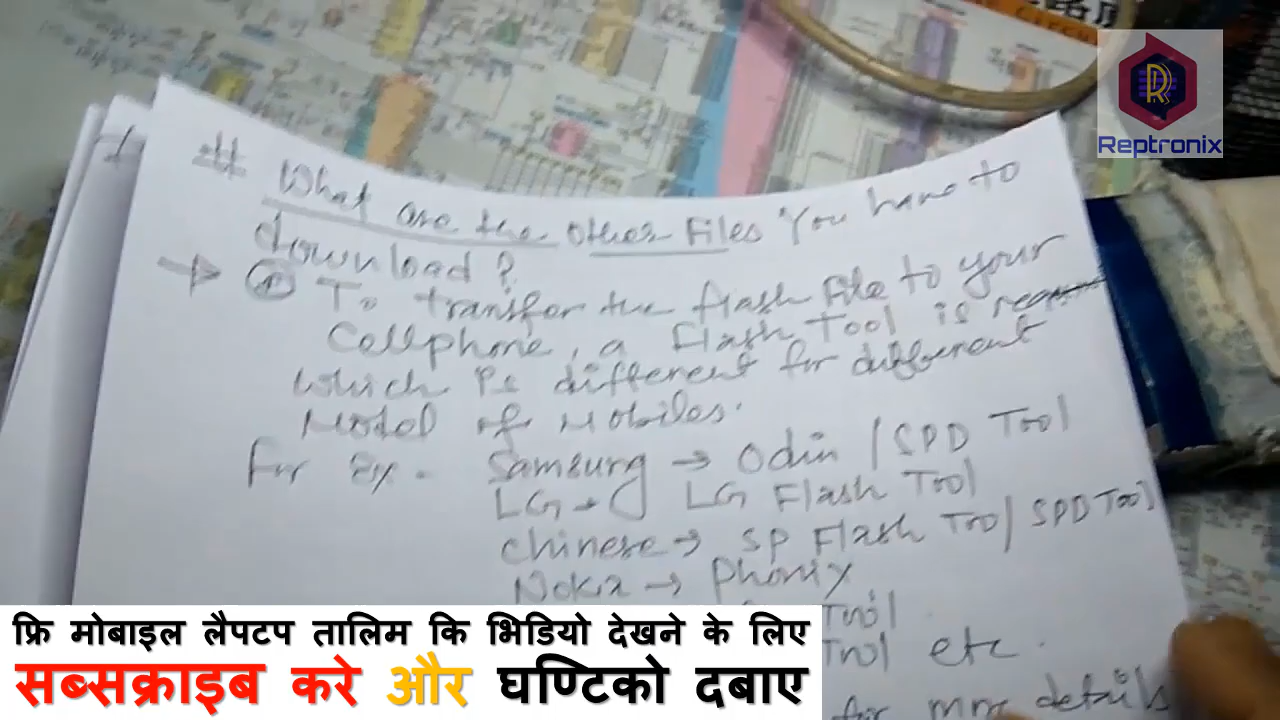 Reptronix
# What are the other Files You have to
download?
→ ① To transfer the flash File to your
Cellphone, a Flash Tool is
which is different for different
Model of Mobiles.
For Ex. Samsung → Odin / SPD Tool
LG → LG Flash Tool
Chinese → SP Flash Tool / SPD Tool
Nokia → Phonix
Tool
Tool etc.
for more details
फ्रि मोबाइल लैपटप तालिम कि भिडियो देखने के लिए
सब्सक्राइब करे और घण्टिको दबाए